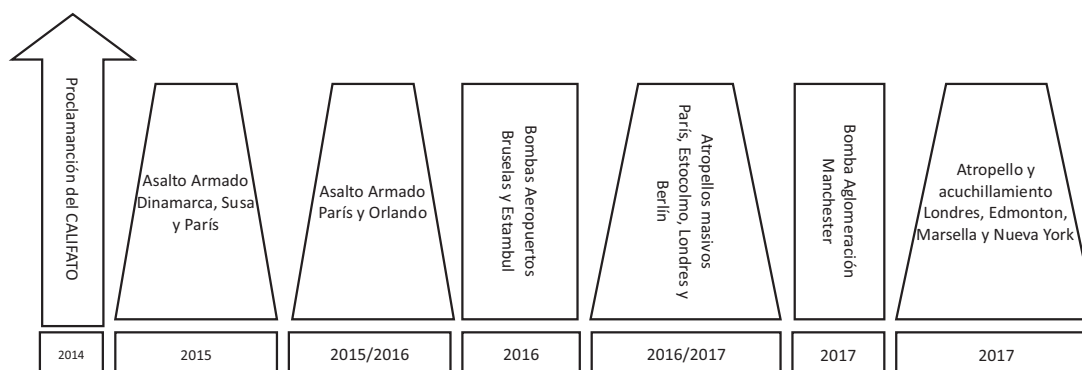 Proclamanción del CALIFATO
Asalto Armado
Dinamarca, Susa
y París
Asalto Armado
París y Orlando
Bombas Aeropuertos
Bruselas y Estambul
Atropellos masivos
París, Estocolmo, Londres y
Berlín
Bomba Aglomeración
Manchester
Atropello y
acuchillamiento
Londres, Edmonton,
Marsella y Nueva York
2014
2015
2015/2016
2016
2016/2017
2017
2017